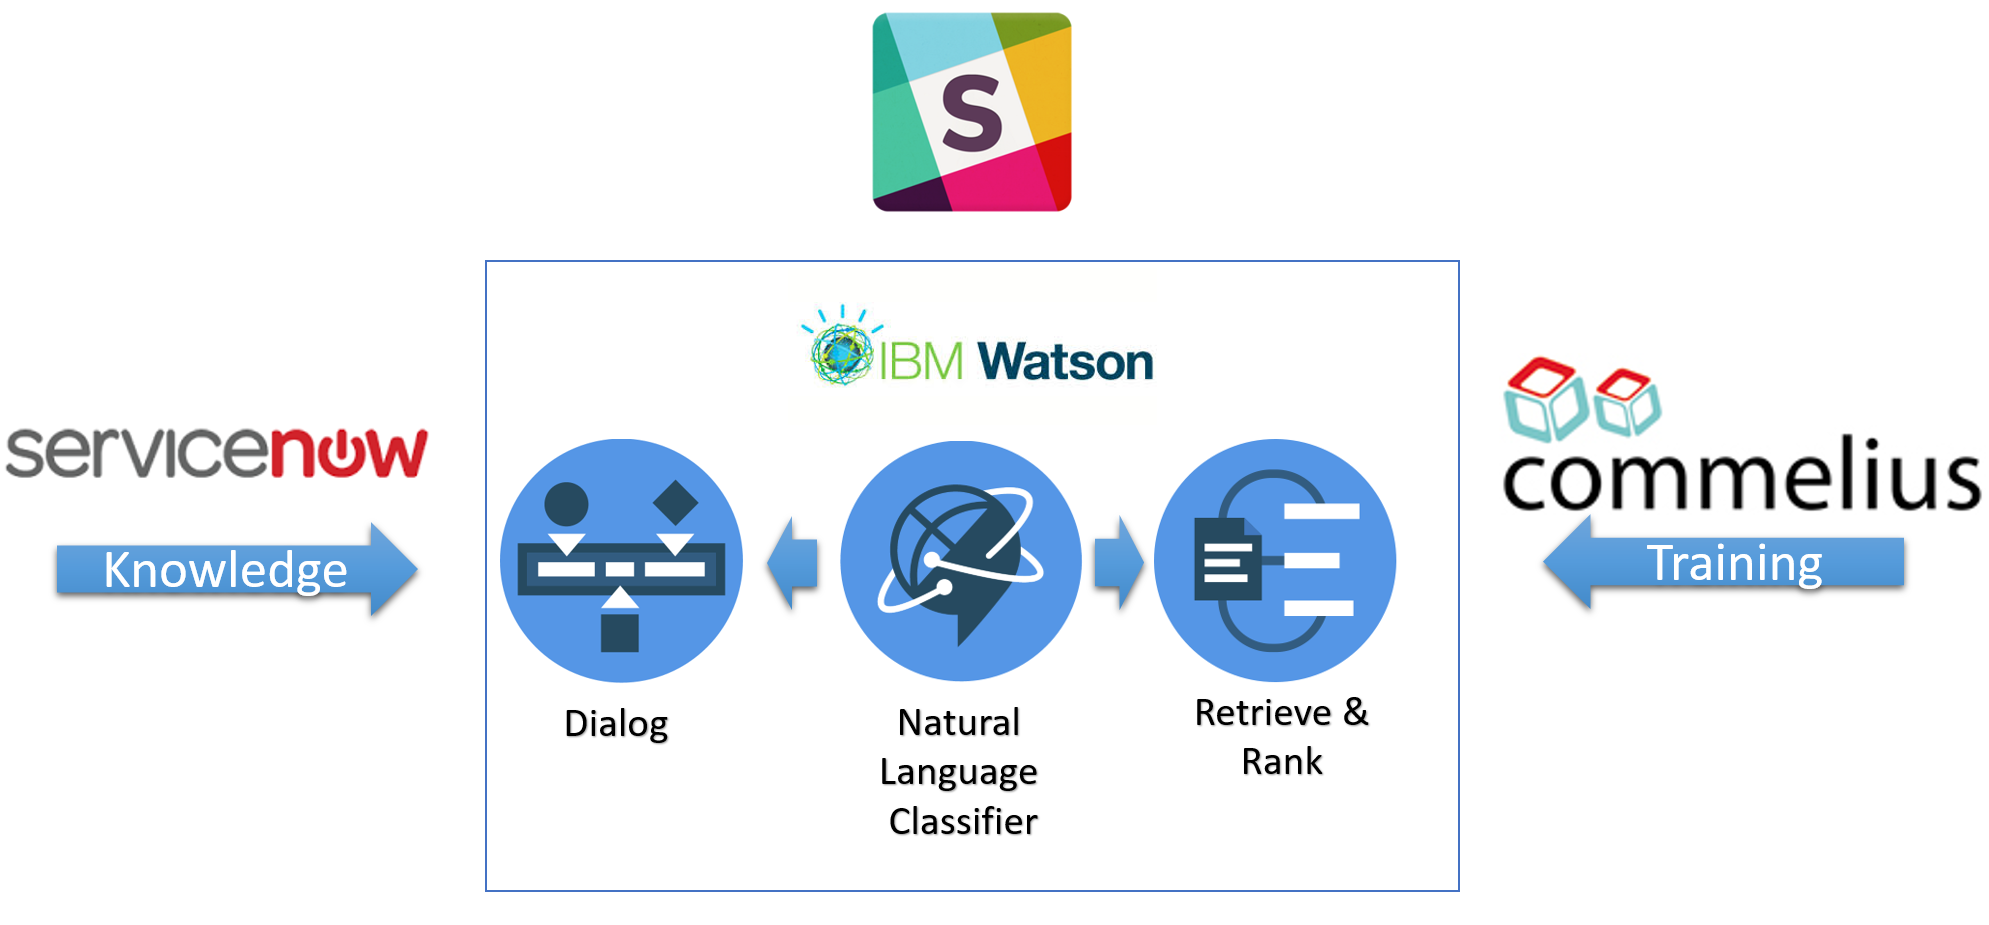 S
IBM Watson
servicenow
commelius
Knowledge
Training
Dialog
Natural
Language
Classifier
Retrieve &
Rank